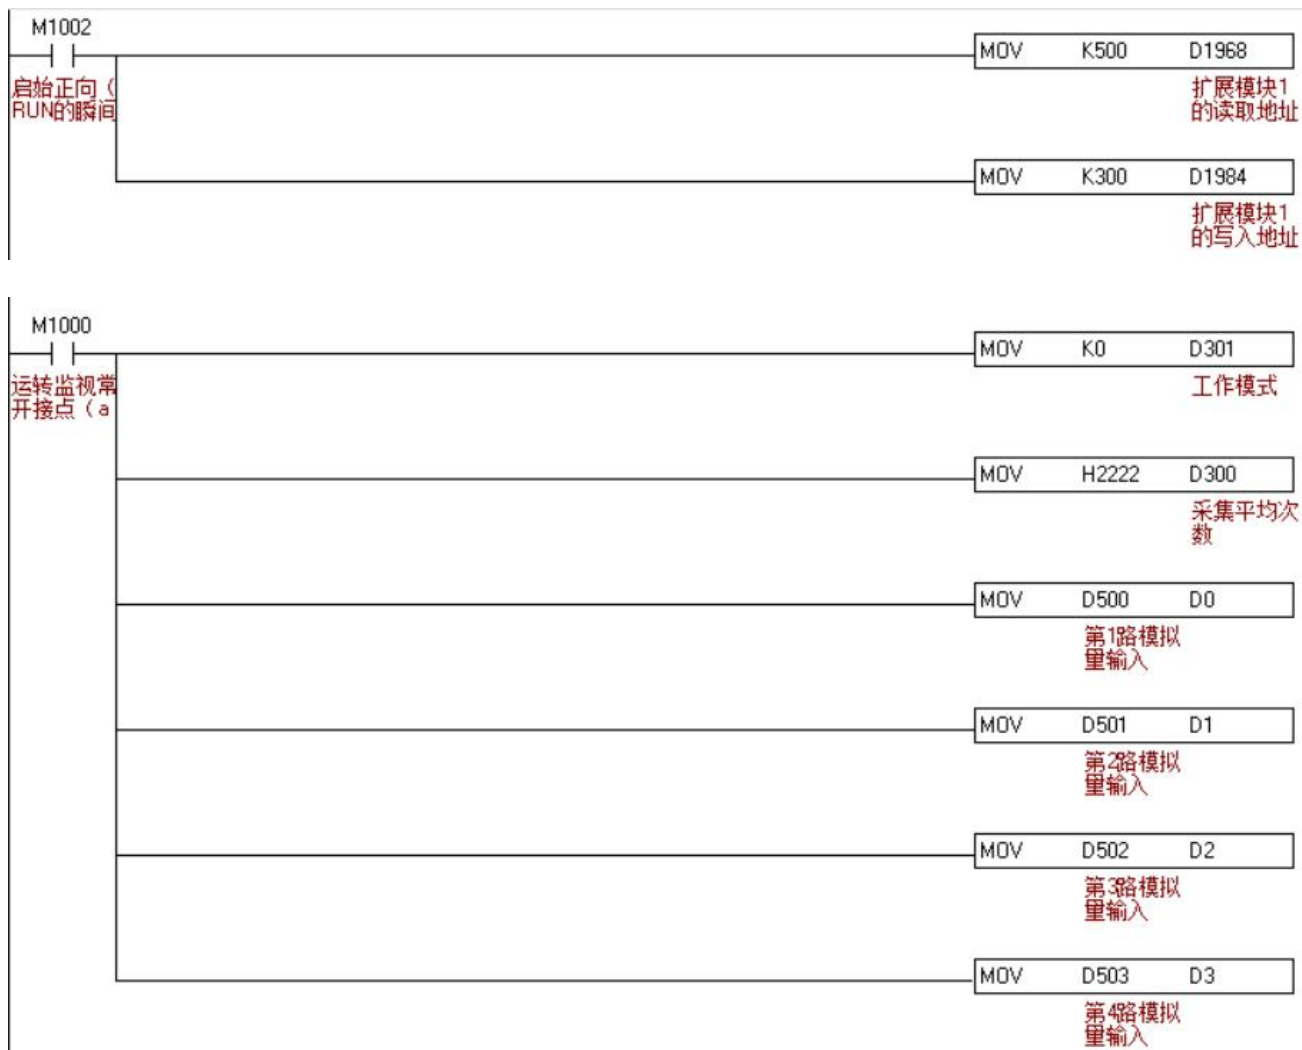 M1002
启始正向（
RUN的瞬间
MOV K500 D1968
扩展模块1
的读取地址
MOV K300 D1984
扩展模块1
的写入地址
M1000
运转监视常
开接点（a
MOV K0 D301
工作模式
MOV H2222 D300
采集平均次
数
MOV D500 D0
第1路模拟
量输入
MOV D501 D1
第2路模拟
量输入
MOV D502 D2
第3路模拟
量输入
MOV D503 D3
第4路模拟
量输入